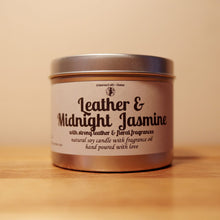 Leather &
Midnight Jasmine
with strong leather & floral fragrances
natural soy candle with fragrance oil
hand poured with love